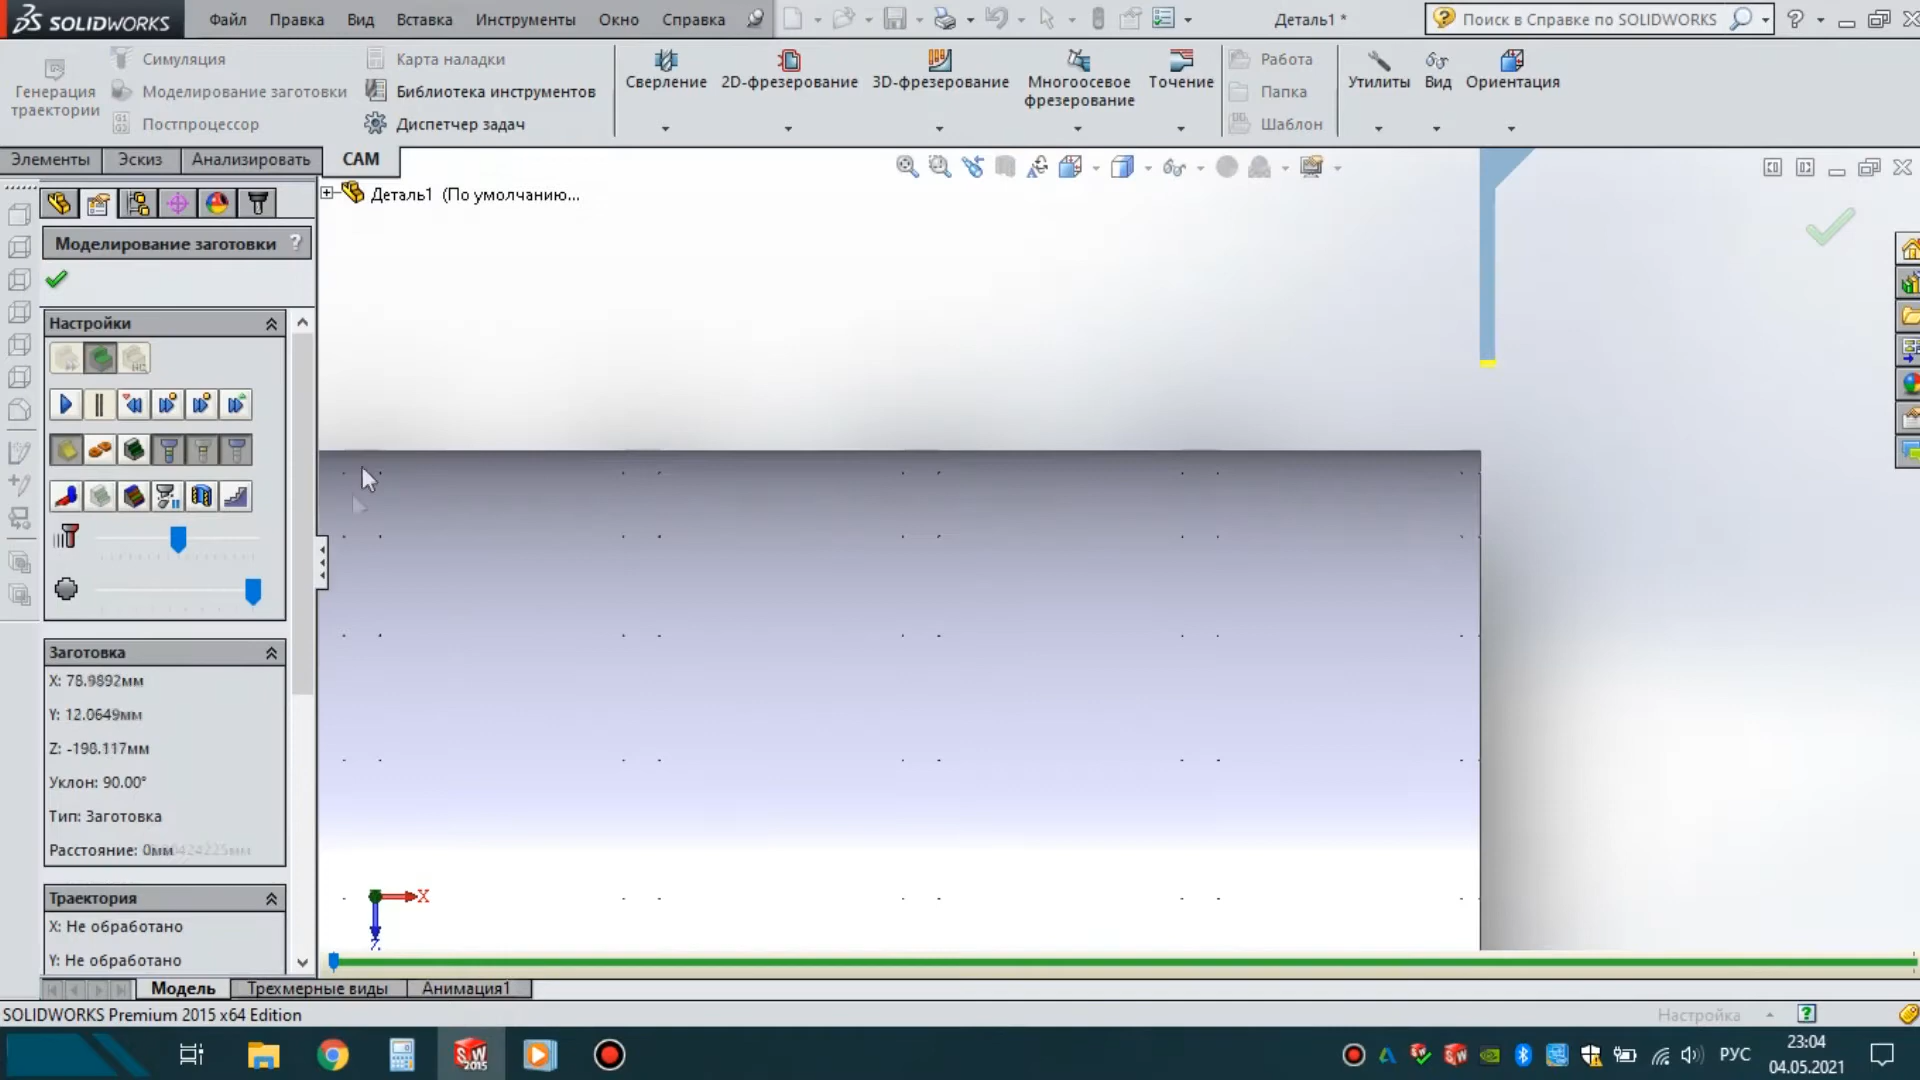 SOLIDWORKS
Файл Правка Вид Вставка Инструменты Окно Справка
Деталь1 *
Поиск в Справке по SOLIDWORKS
Генерация траектории
Симуляция
Моделирование заготовки
Постпроцессор
Карта наладки
Библиотека инструментов
Диспетчер задач
Сверление
2D-фрезерование
3D-фрезерование
Многоосевое фрезерование
Точение
Работа
Папка
Шаблон
Утилиты
Вид
Ориентация
Элементы Эскиз Анализировать CAM
Деталь1 (По умолчанию...
Моделирование заготовки ?
Настройки
Заготовка
X: 78.9892мм
Y: 12.0649мм
Z: -198.117мм
Уклон: 90.00°
Тип: Заготовка
Расстояние: 0мм
Траектория
X: Не обработано
Y: Не обработано
X
Z
Модель Трехмерные виды Анимация1
SOLIDWORKS Premium 2015 x64 Edition
Настройка
SW 2015
РУС
23:04
04.05.2021